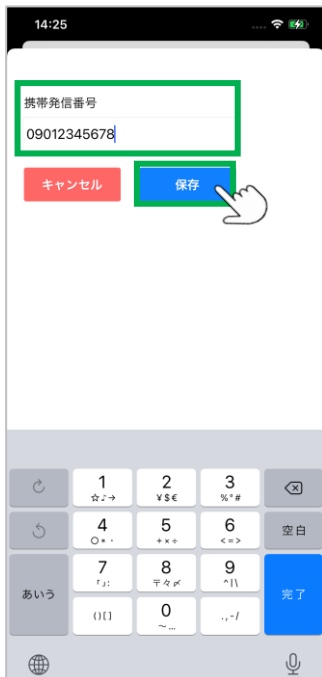 14:25
携帯発信番号
09012345678
キャンセル 保存
1 2 3
☆♪→ ¥$€ %°#
4 5 6 空白
○*・ +×÷ <=>
7 8 9
「」: 〒々〆 ^|\
あいう 完了
()[] 0 .,-/
~…